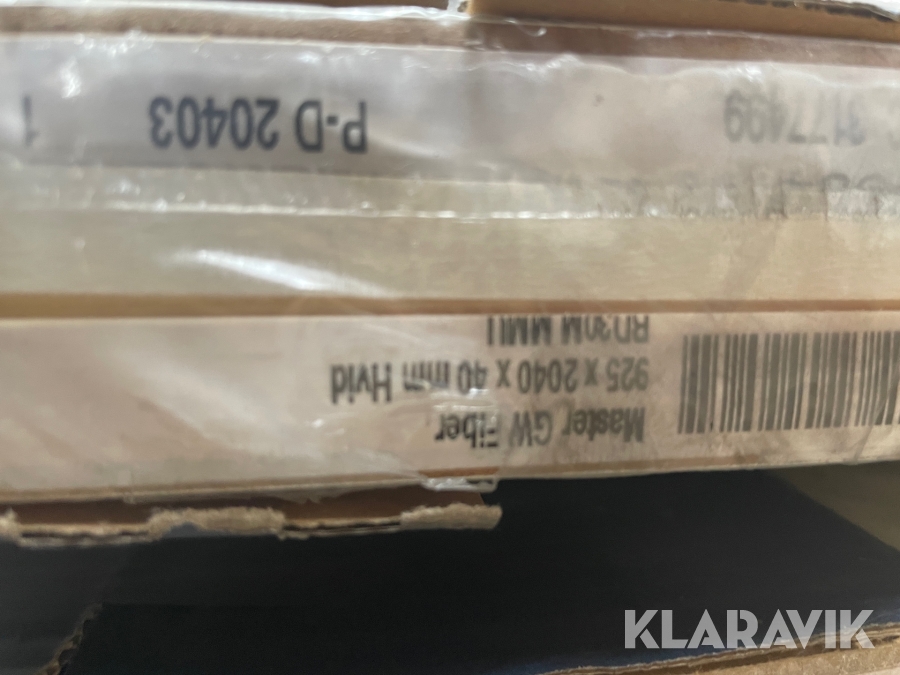 Master GW Fiber
925 x 2040 x 40 mm Hvid
RD30M MMLI
3177499 P-D 20403 1
KLARAVIK